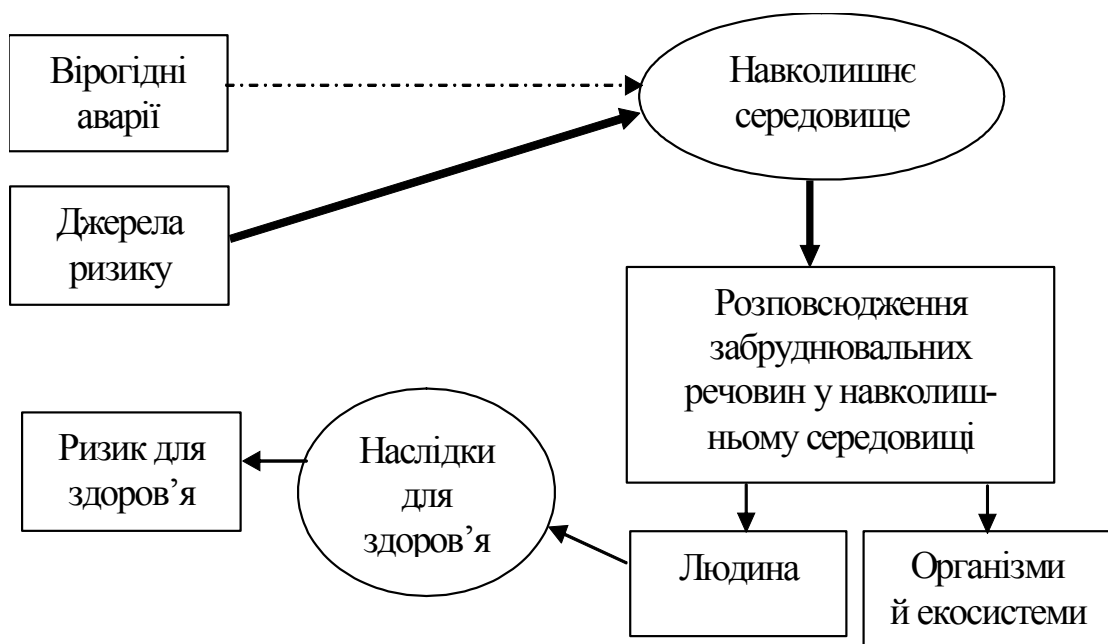 Вірогідні
аварії
Навколишнє
середовище
Джерела
ризику
Розповсюдження
забруднювальних
речовин у навколиш-
ньому середовищі
Ризик для
здоров’я
Наслідки
для
здоров’я
Людина
Організми
й екосистеми